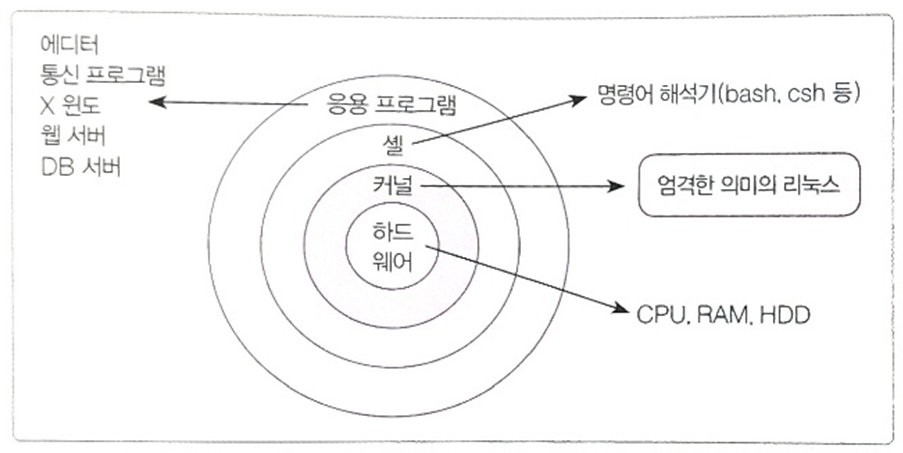 에디터
통신 프로그램
X 윈도
웹 서버
DB 서버
응용 프로그램
셸
커널
하드
웨어
명령어 해석기(bash, csh 등)
엄격한 의미의 리눅스
CPU, RAM, HDD